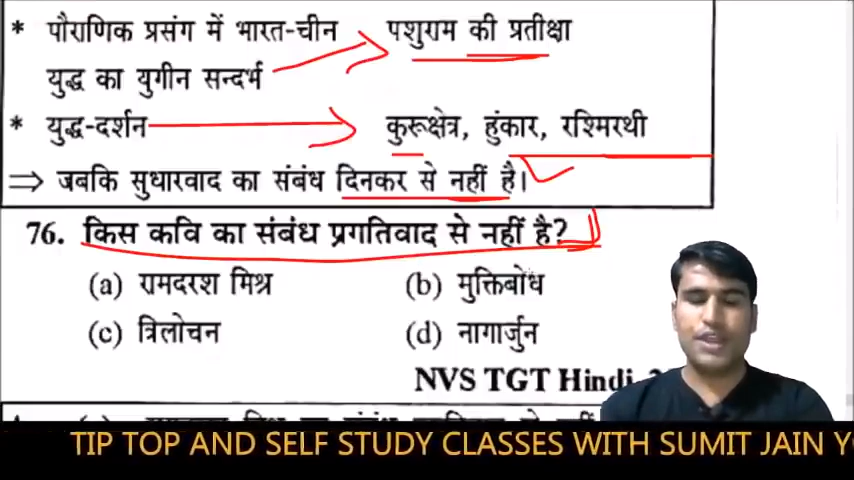 * पौराणिक प्रसंग में भारत-चीन
युद्ध का युगीन सन्दर्भ
पशुराम की प्रतीक्षा
* युद्ध-दर्शन
कुरूक्षेत्र, हुंकार, रश्मिरथी
⇒ जबकि सुधारवाद का संबंध दिनकर से नहीं है।
76. किस कवि का संबंध प्रगतिवाद से नहीं है?
(a) रामदरश मिश्र
(b) मुक्तिबोध
(c) त्रिलोचन
(d) नागार्जुन
NVS TGT Hindi
TIP TOP AND SELF STUDY CLASSES WITH SUMIT JAIN